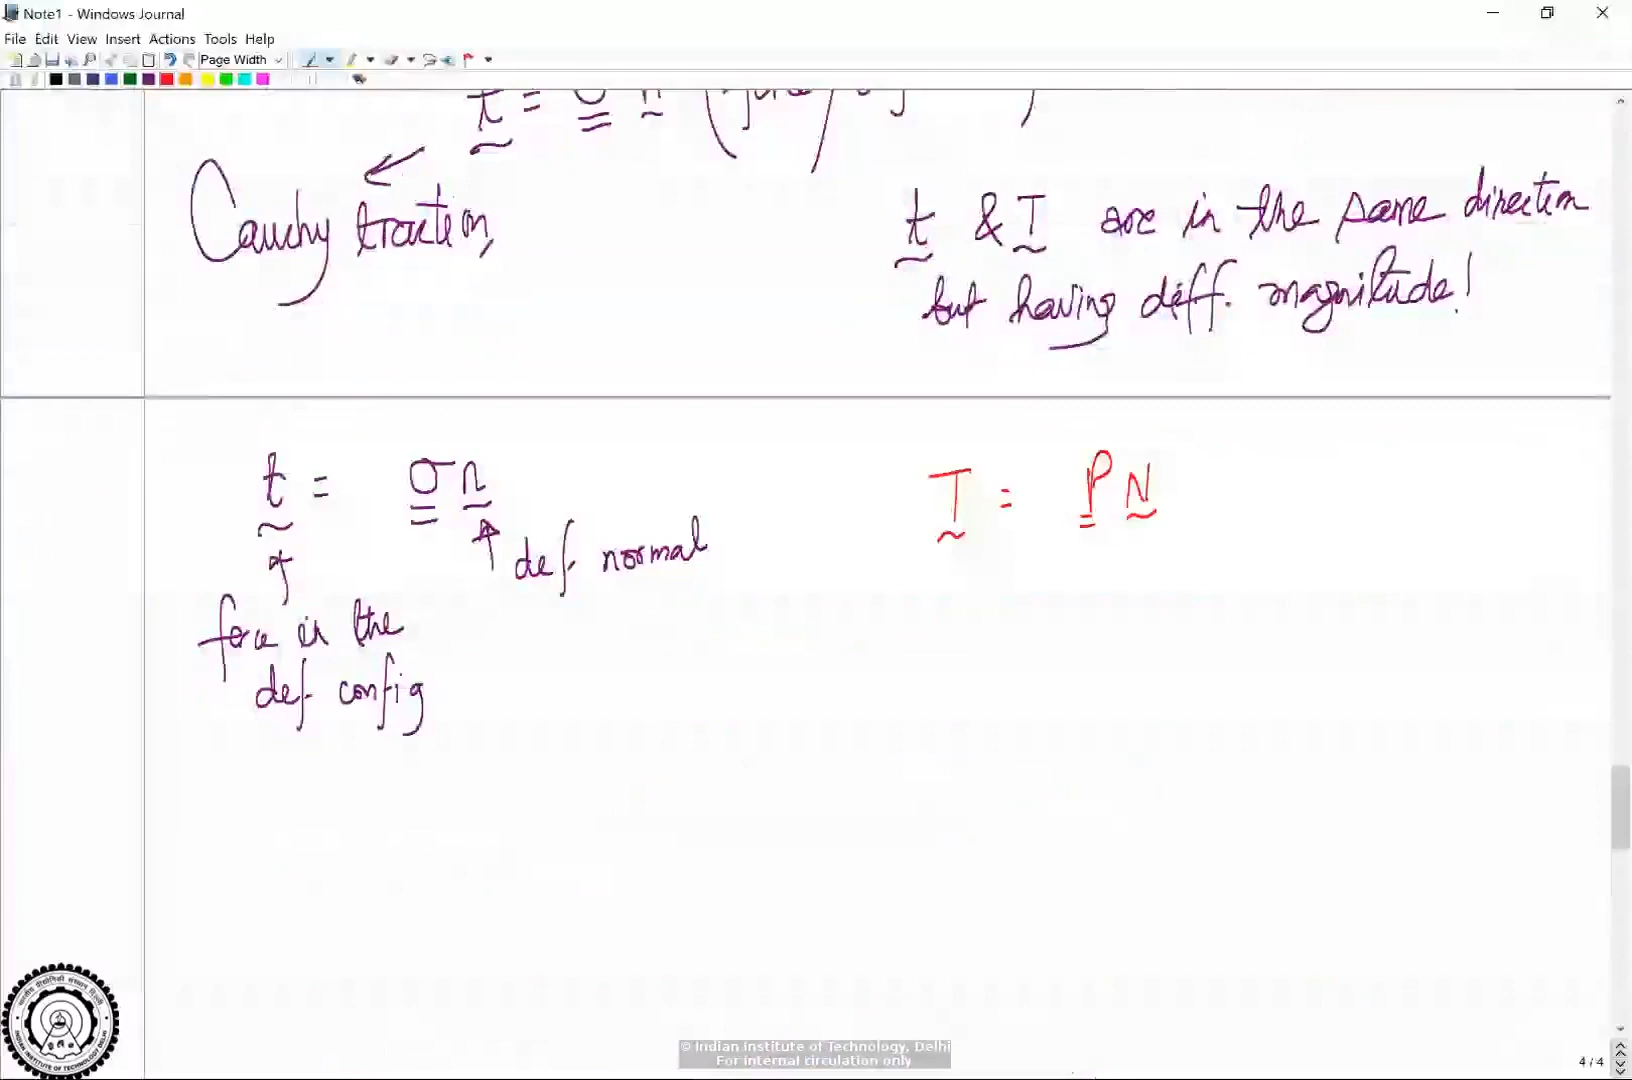 Note1 - Windows Journal
File Edit View Insert Actions Tools Help
Page Width
t = σ n
Cauchy traction,
t & T are in the same direction
but having diff. magnitude!
t = σ n
def normal
force in the
def config
T = P N
© Indian Institute of Technology, Delhi
For internal circulation only
4 / 4